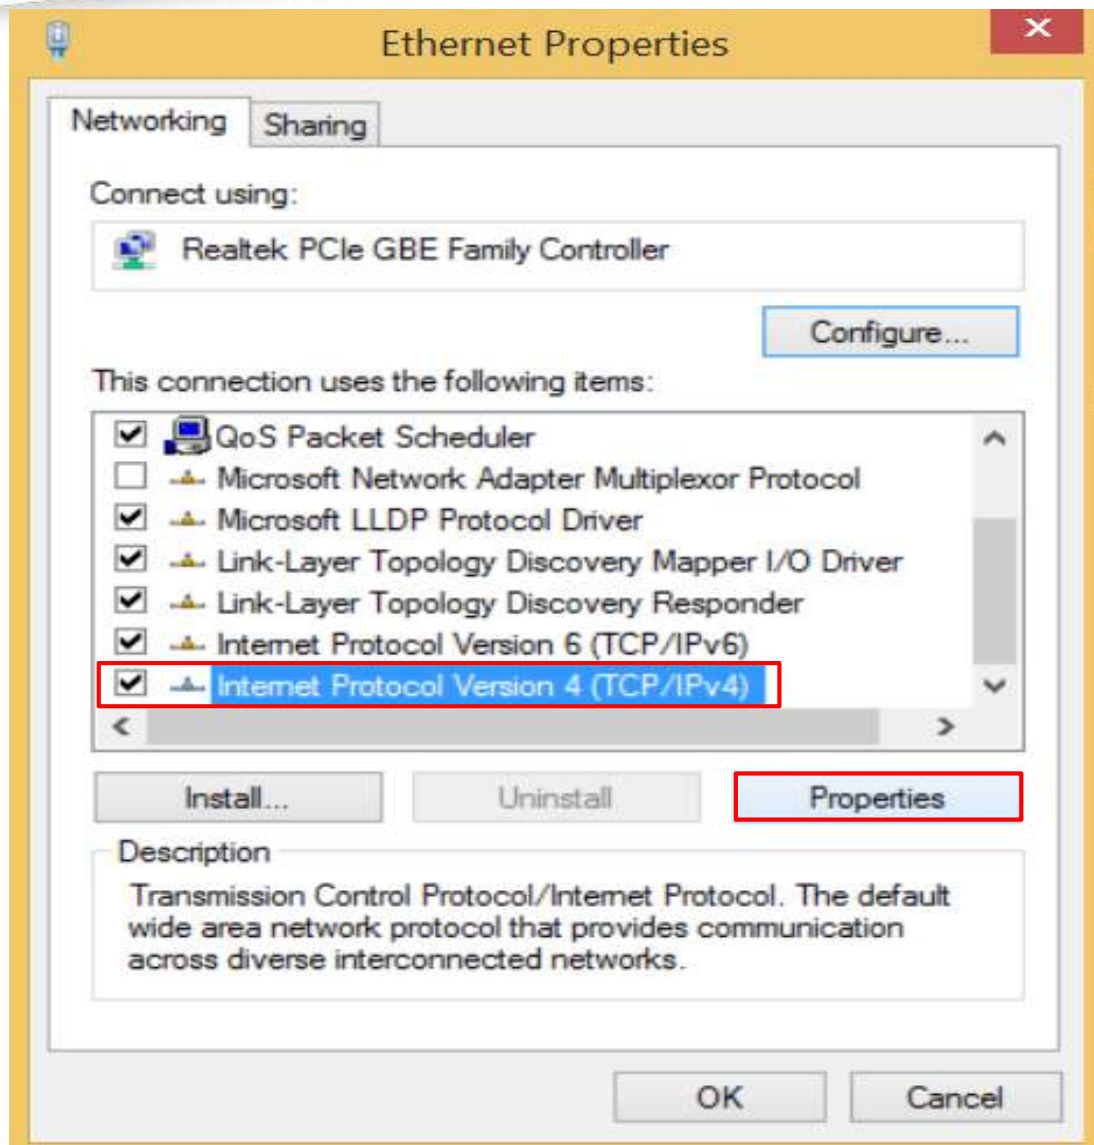 Ethernet Properties
Networking
Sharing
Connect using:
Realtek PCIe GBE Family Controller
Configure...
This connection uses the following items:
QoS Packet Scheduler
Microsoft Network Adapter Multiplexor Protocol
Microsoft LLDP Protocol Driver
Link-Layer Topology Discovery Mapper I/O Driver
Link-Layer Topology Discovery Responder
Internet Protocol Version 6 (TCP/IPv6)
Internet Protocol Version 4 (TCP/IPv4)
Install...
Uninstall
Properties
Description
Transmission Control Protocol/Internet Protocol. The default
wide area network protocol that provides communication
across diverse interconnected networks.
OK
Cancel